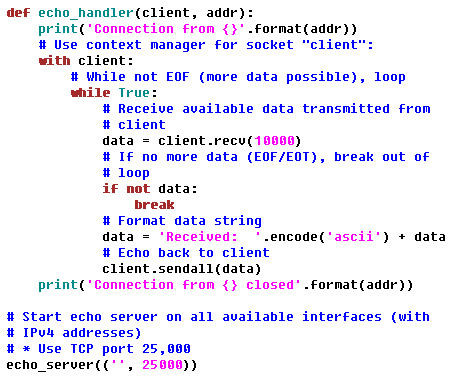 def echo_handler(client, addr):
    print('Connection from {}'.format(addr))
    # Use context manager for socket "client":
    with client:
        # While not EOF (more data possible), loop
        while True:
            # Receive available data transmitted from
            # client
            data = client.recv(10000)
            # If no more data (EOF/EOT), break out of
            # loop
            if not data:
                break
            # Format data string
            data = 'Received:  '.encode('ascii') + data
            # Echo back to client
            client.sendall(data)
    print('Connection from {} closed'.format(addr))

# Start echo server on all available interfaces (with
# IPv4 addresses)
# * Use TCP port 25,000
echo_server(('', 25000))